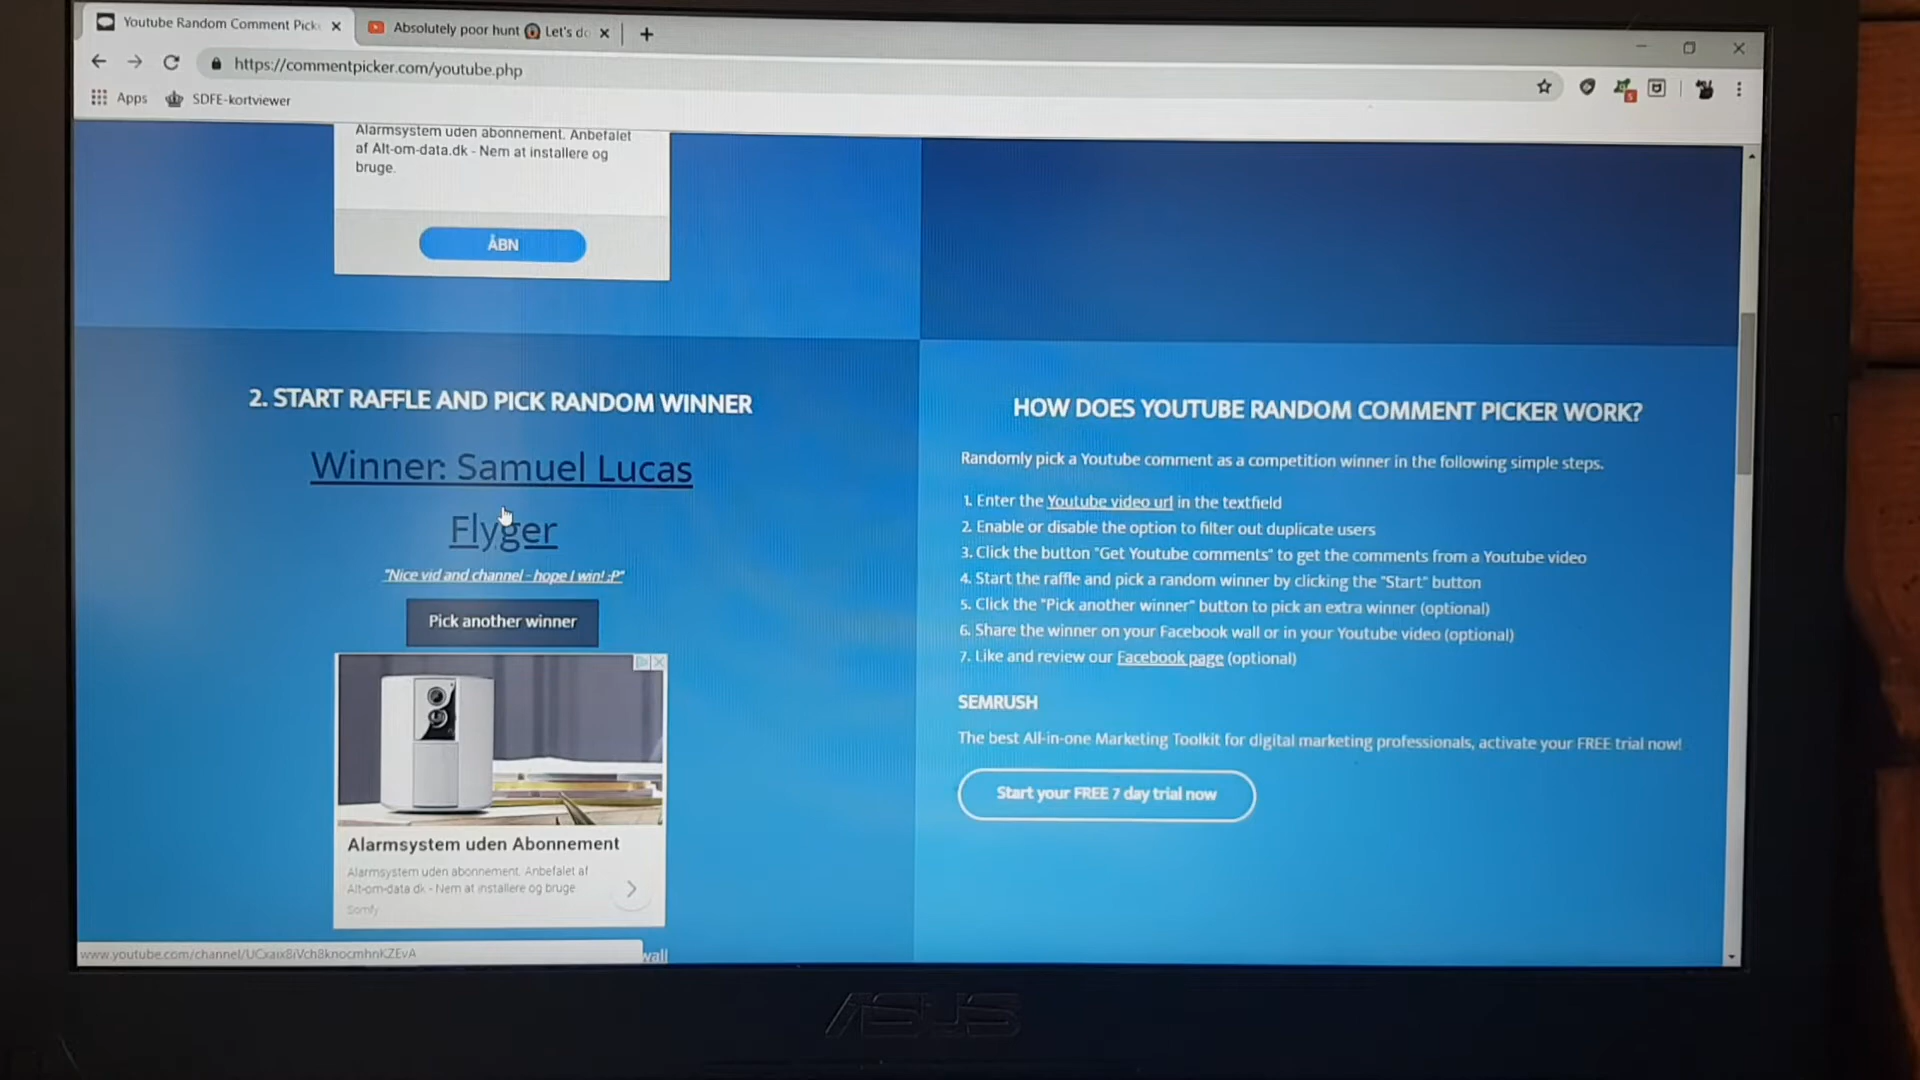 Youtube Random Comment Pick
Absolutely poor hunt 😱 Let's do
https://commentpicker.com/youtube.php
Apps
SDFE-kortviewer
Alarmsystem uden abonnement. Anbefalet
af Alt-om-data.dk - Nem at installere og
bruge.
ÅBN
2. START RAFFLE AND PICK RANDOM WINNER
Winner: Samuel Lucas
Flyger
"Nice vid and channel - hope I win! :P"
Pick another winner
Alarmsystem uden Abonnement
Alarmsystem uden abonnement. Anbefalet af
Alt-om-data.dk - Nem at installere og bruge
Somfy
wall
HOW DOES YOUTUBE RANDOM COMMENT PICKER WORK?
Randomly pick a Youtube comment as a competition winner in the following simple steps.
1. Enter the Youtube video url in the textfield
2. Enable or disable the option to filter out duplicate users
3. Click the button "Get Youtube comments" to get the comments from a Youtube video
4. Start the raffle and pick a random winner by clicking the "Start" button
5. Click the "Pick another winner" button to pick an extra winner (optional)
6. Share the winner on your Facebook wall or in your Youtube video (optional)
7. Like and review our Facebook page (optional)
SEMRUSH
The best All-in-one Marketing Toolkit for digital marketing professionals, activate your FREE trial now!
Start your FREE 7 day trial now
ASUS